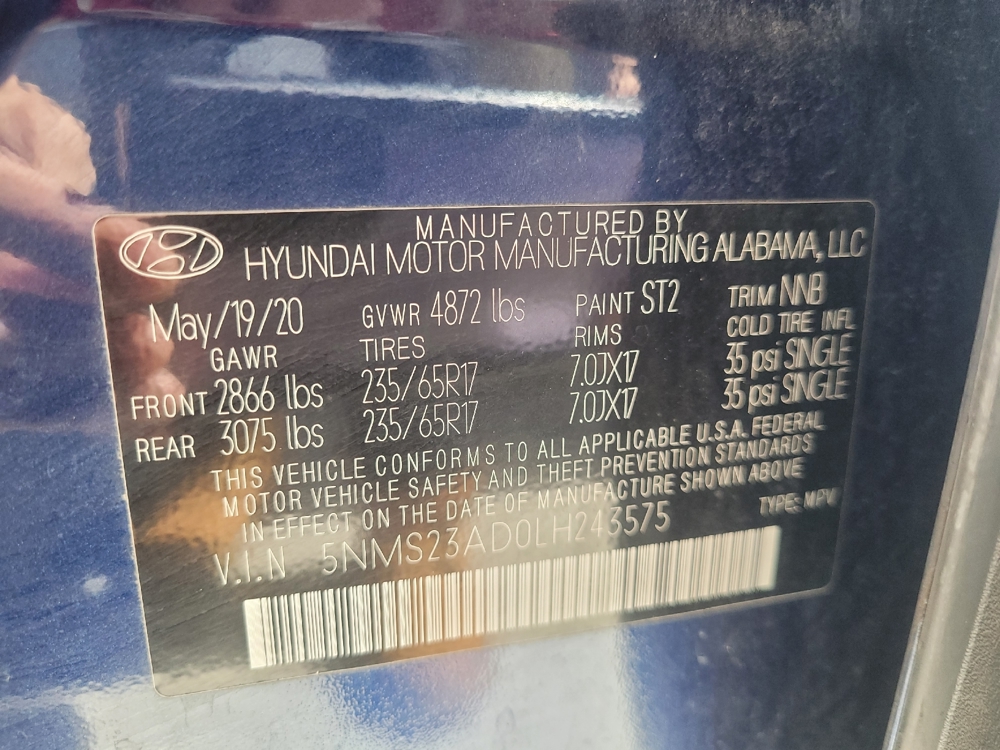 MANUFACTURED BY
HYUNDAI MOTOR MANUFACTURING ALABAMA, LLC
May/19/20 GVWR 4872 lbs PAINT ST2 TRIM NNB
GAWR TIRES RIMS COLD TIRE INFL
FRONT 2866 lbs 235/65R17 7.0JX17 35 psi SNGLE
REAR 3075 lbs 235/65R17 7.0JX17 35 psi SNGLE
THIS VEHICLE CONFORMS TO ALL APPLICABLE U.S.A. FEDERAL
MOTOR VEHICLE SAFETY AND THEFT PREVENTION STANDARDS
IN EFFECT ON THE DATE OF MANUFACTURE SHOWN ABOVE
V.I.N 5NMS23AD0LH243575 TYPE: MPV